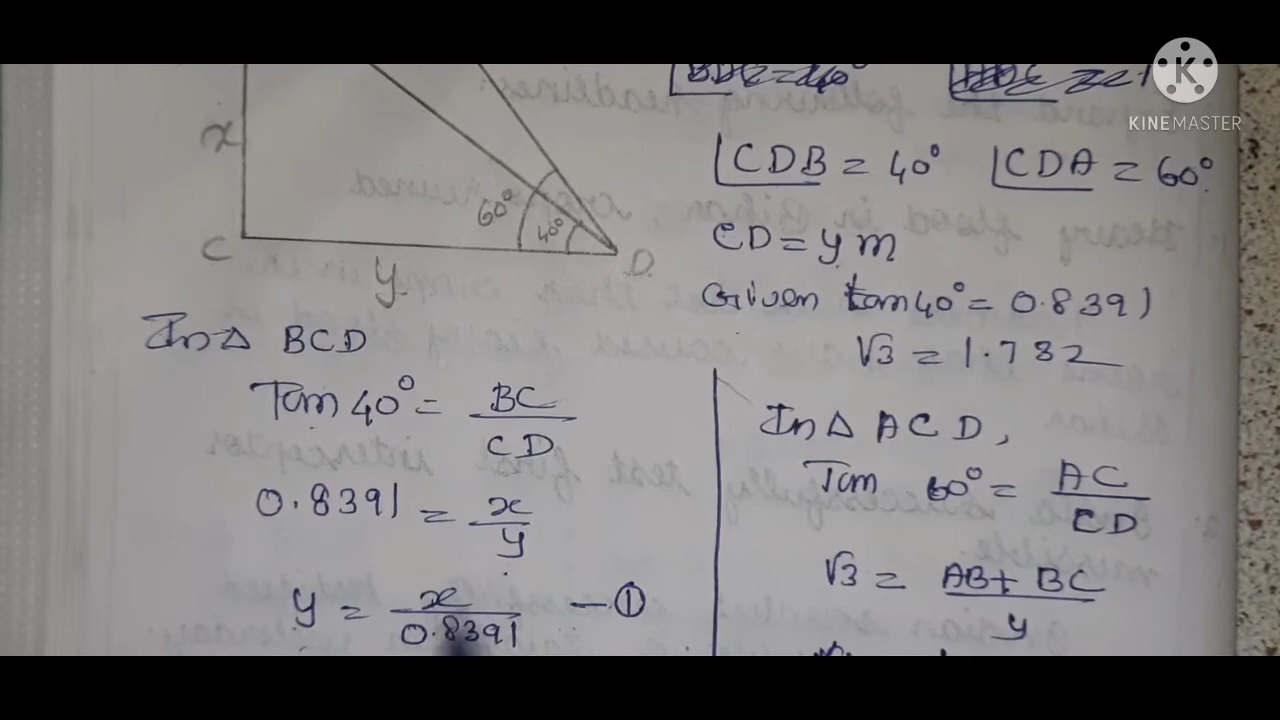 K
KINEMASTER
x
60° 40°
C D
y
∠CDB = 40° ∠CDA = 60°
CD = y m
Given tan 40° = 0.8391
√3 = 1.732
In Δ BCD
Tan 40° = BC/CD
0.8391 = x/y
y = x/0.8391 — ①
In Δ ACD,
Tan 60° = AC/CD
√3 = AB + BC/y